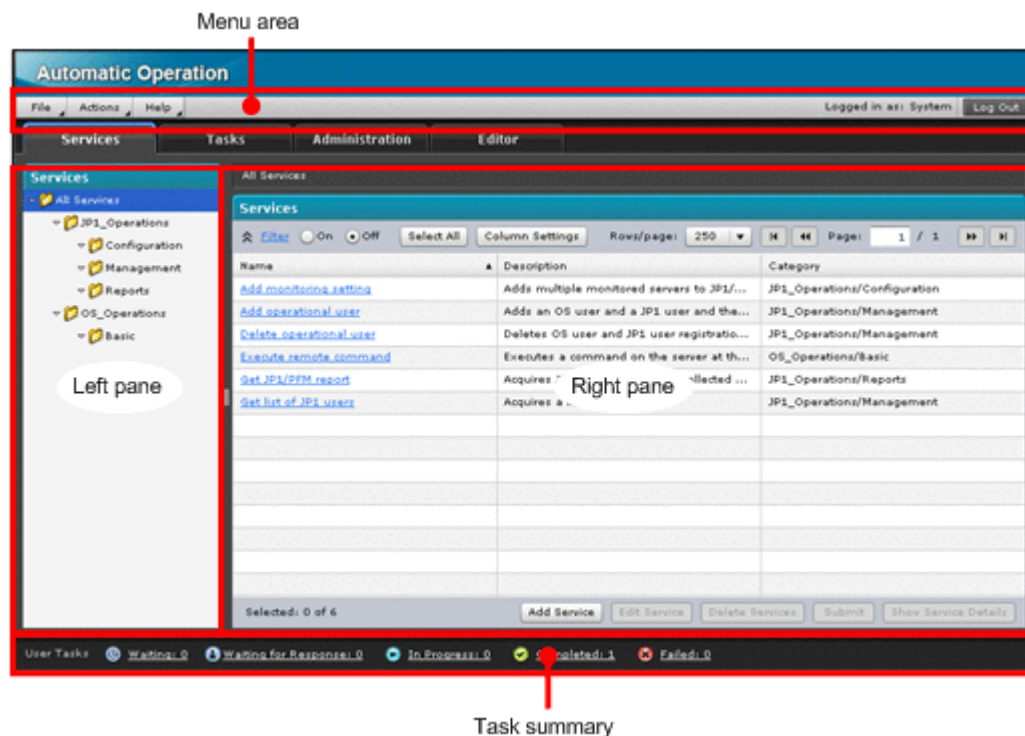 Menu area
Automatic Operation
File Actions Help Logged in as: System Log Out
Services Tasks Administration Editor
Services All Services
All Services Services
JP1_Operations Filter On Off Select All Column Settings Rows/page: 250 Page: 1 / 1
Configuration
Management Name Description Category
Reports Add monitoring setting Adds multiple monitored servers to JP1/... JP1_Operations/Configuration
OS_Operations Add operational user Adds an OS user and a JP1 user and the... JP1_Operations/Management
Basic Delete operational user Deletes OS user and JP1 user registratio... JP1_Operations/Management
Execute remote command Executes a command on the server at th... OS_Operations/Basic
Left pane Get JP1/PFM report Acquires Right pane llected ... JP1_Operations/Reports
Get list of JP1 users Acquires a JP1_Operations/Management
Selected: 0 of 6 Add Service Edit Service Delete Services Submit Show Service Details
User Tasks Waiting: 0 Waiting for Response: 0 In Progress: 0 Completed: 1 Failed: 0
Task summary